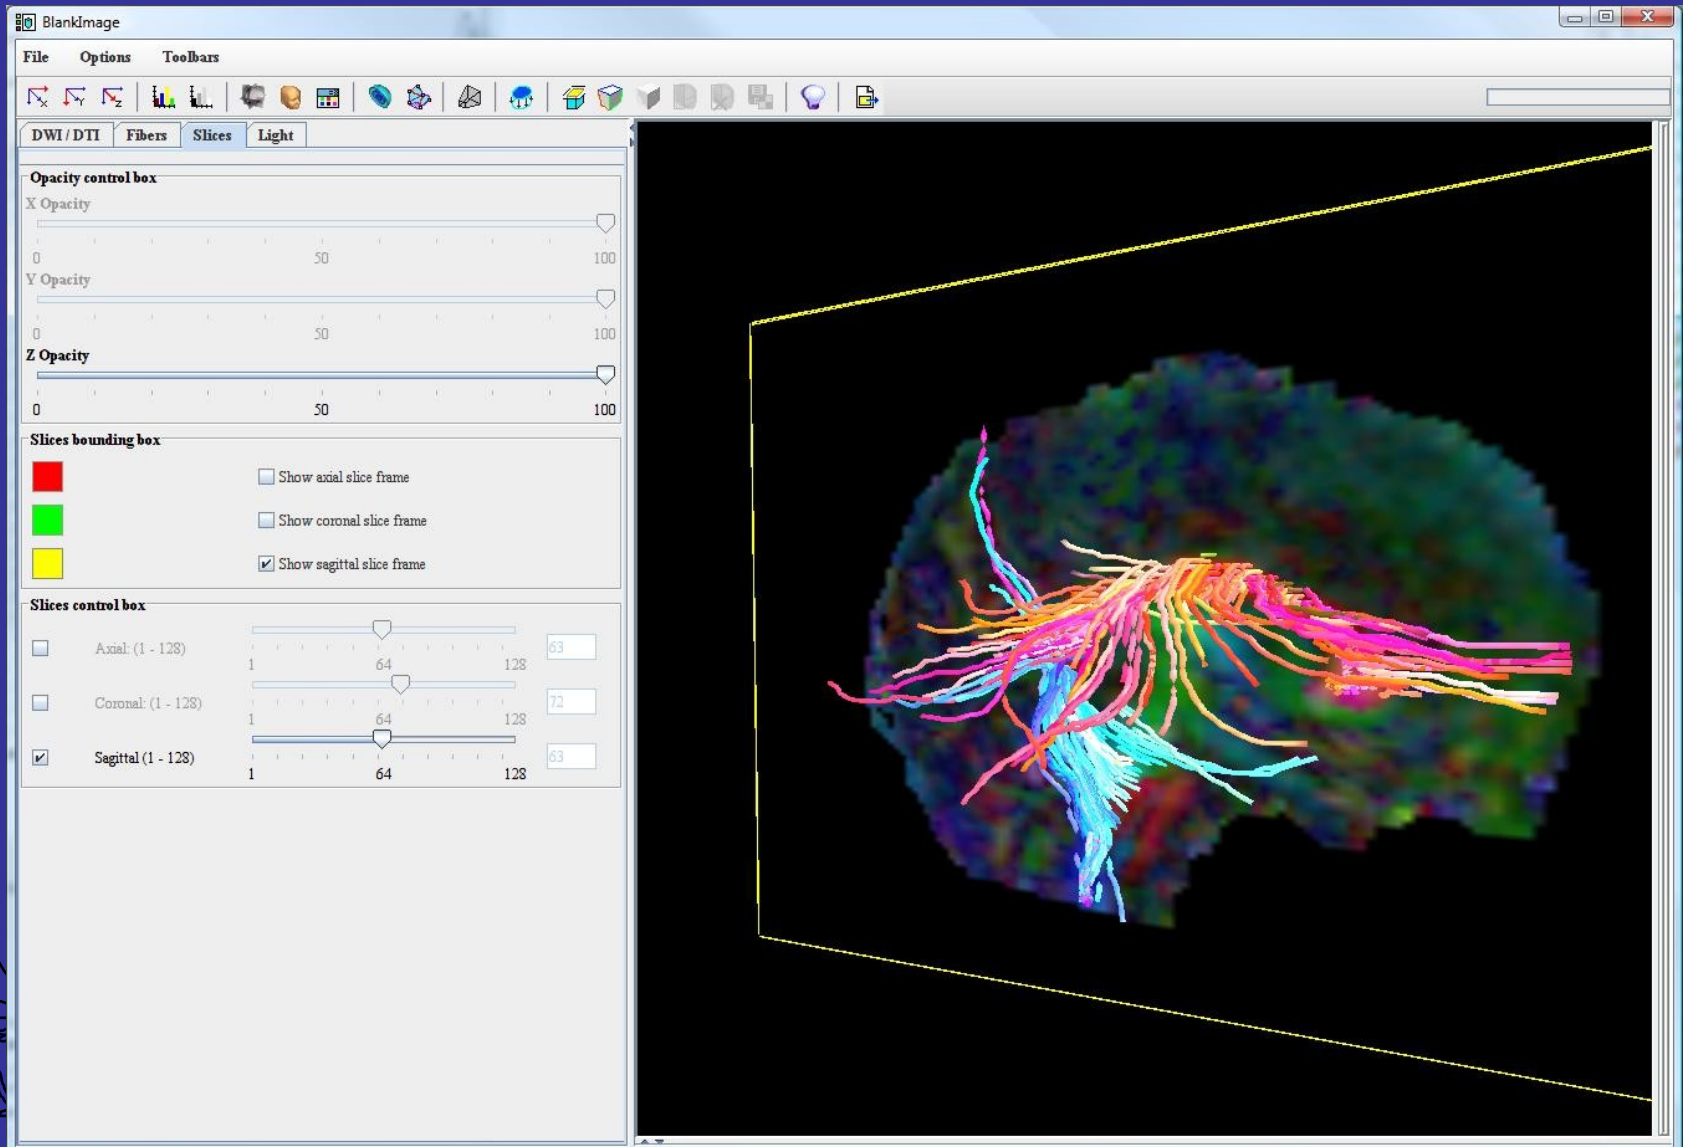 BlankImage
File Options Toolbars
X Y Z
DWI / DTI Fibers Slices Light
Opacity control box
X Opacity
0 50 100
Y Opacity
0 50 100
Z Opacity
0 50 100
Slices bounding box
Show axial slice frame
Show coronal slice frame
Show sagittal slice frame
Slices control box
Axial: (1 - 128) 63
1 64 128
Coronal: (1 - 128) 72
1 64 128
Sagittal (1 - 128) 63
1 64 128